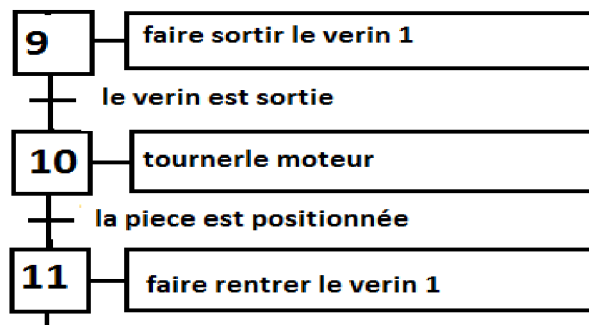 9 faire sortir le verin 1
le verin est sortie
10 tournerle moteur
la piece est positionnée
11 faire rentrer le verin 1